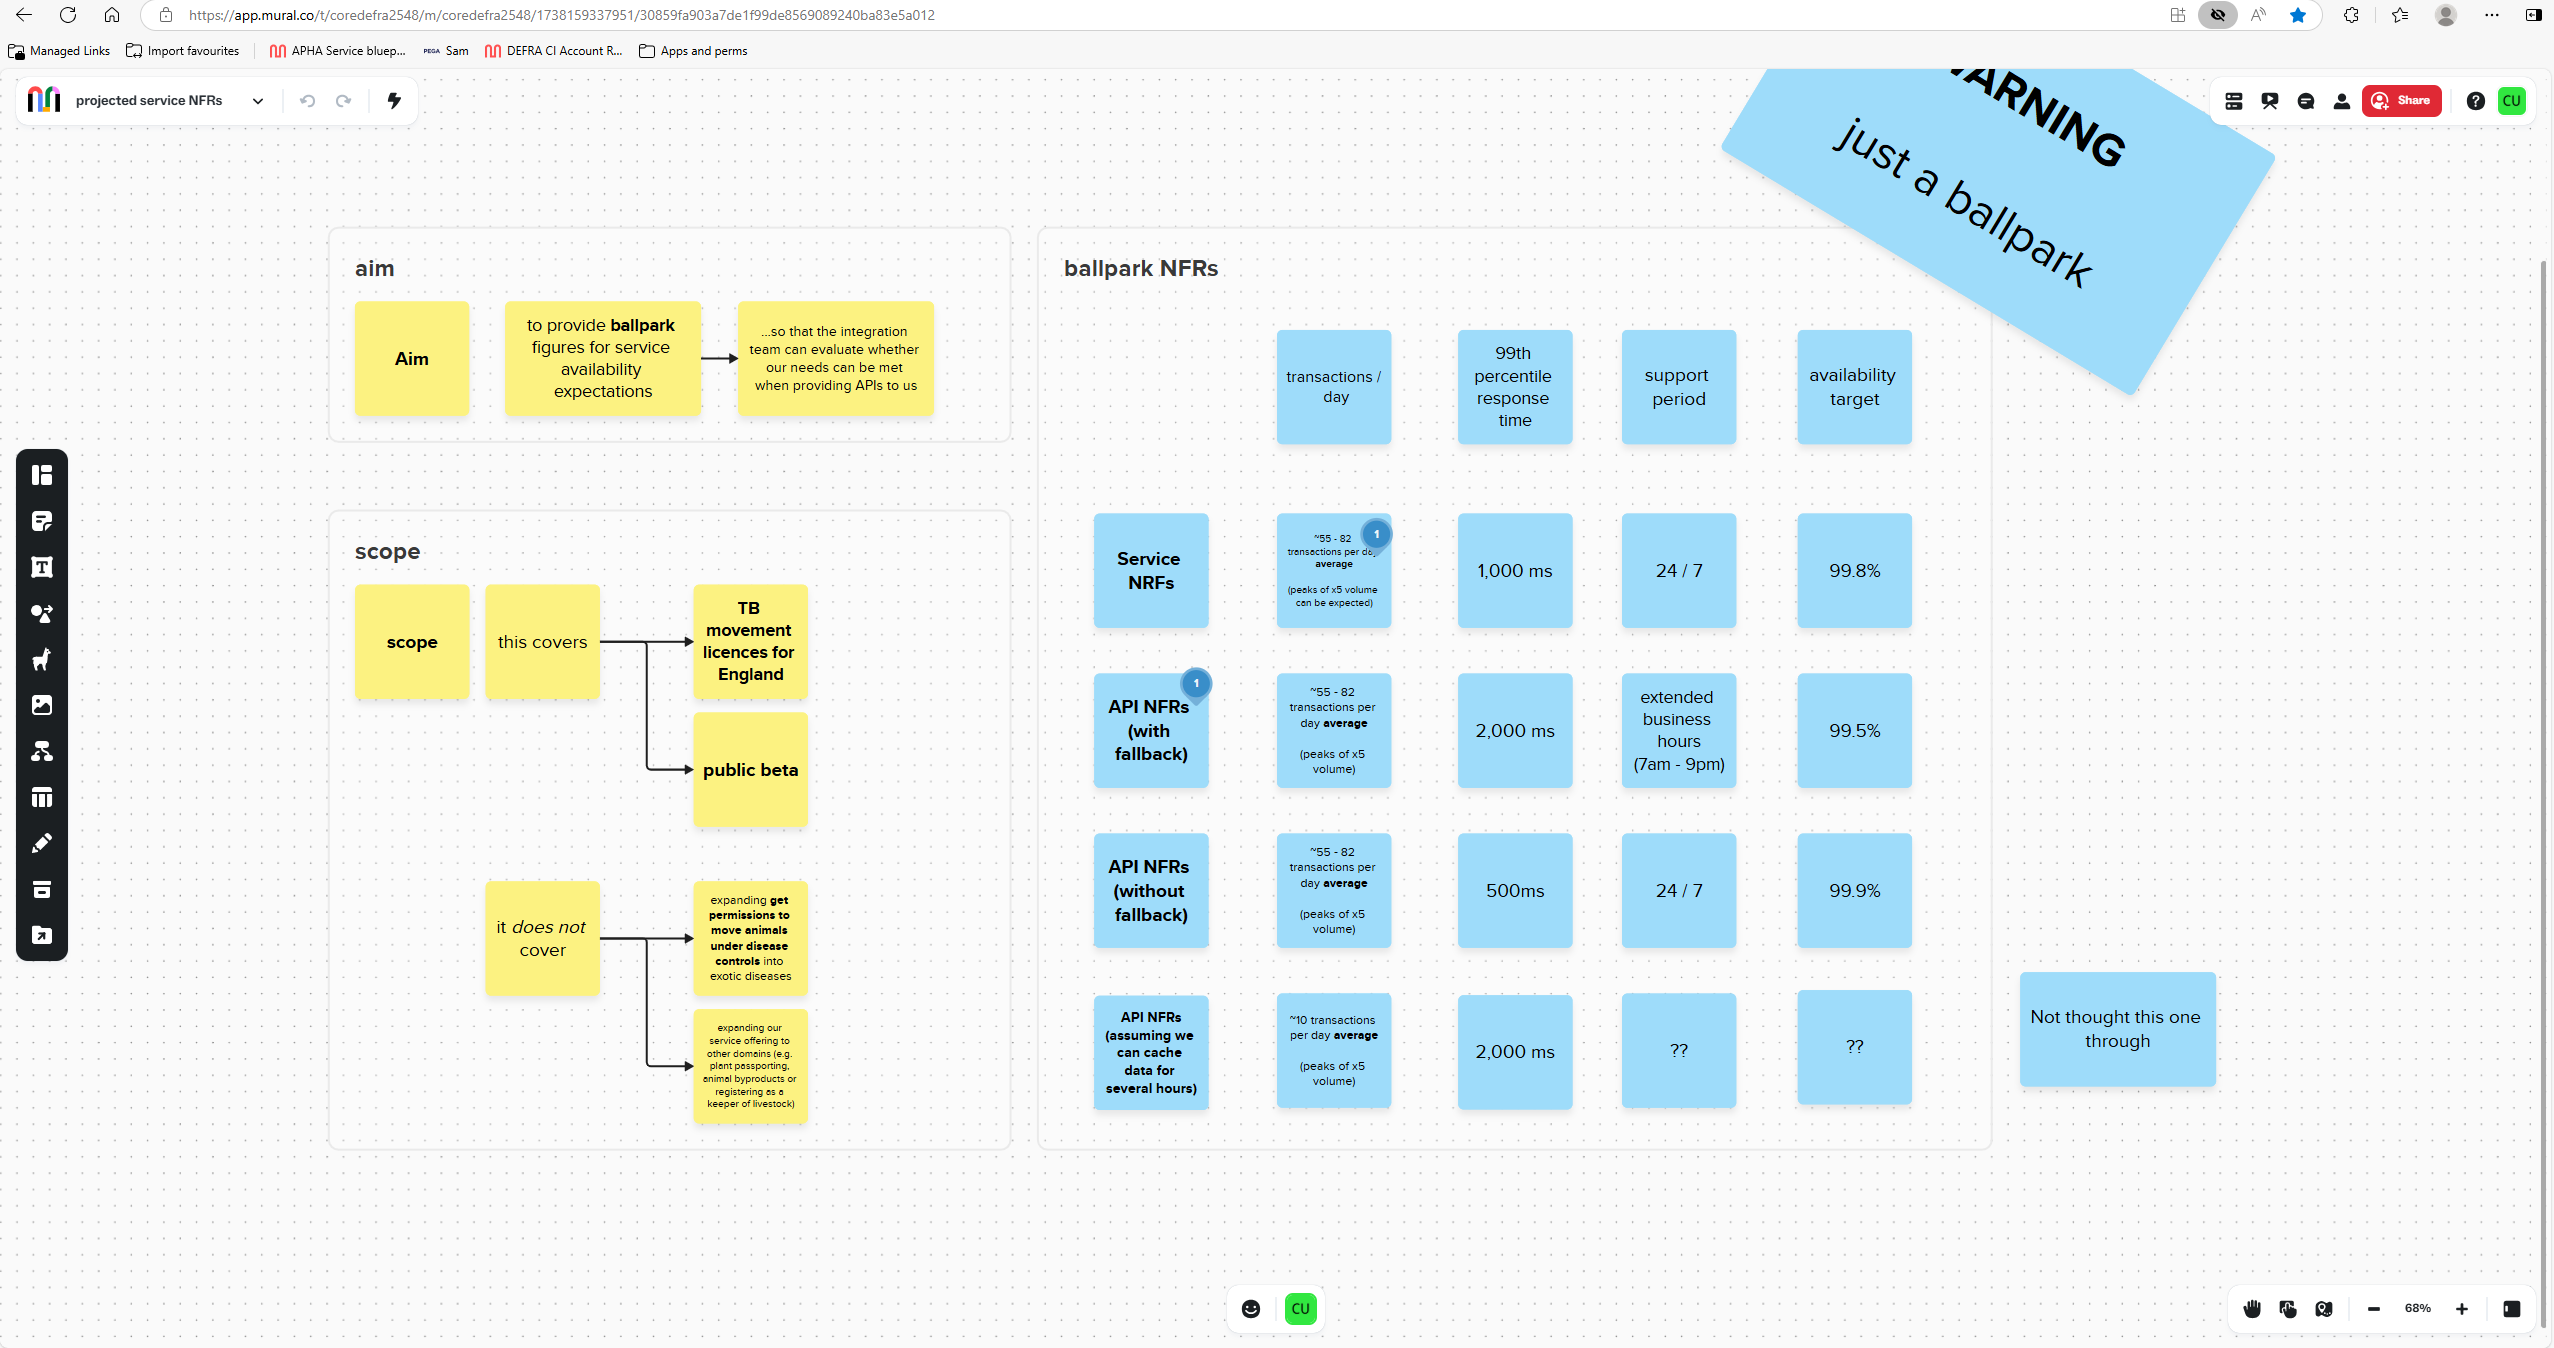 https://app.mural.co/t/coredefra2548/m/coredefra2548/1738159337951/30859fa903a7de1f99de8569089240ba83e5a012
Managed Links
Import favourites
APHA Service bluep...
PEGA Sam
DEFRA CI Account R...
Apps and perms
projected service NFRs
Share
CU
just a ballpark
aim
Aim
to provide ballpark
figures for service
availability
expectations
...so that the integration
team can evaluate whether
our needs can be met
when providing APIs to us
scope
scope
this covers
TB
movement
licences for
England
public beta
it does not
cover
expanding get
permissions to
move animals
under disease
controls into
exotic diseases
expanding our
service offering to
other domains (e.g.
plant passporting,
animal byproducts or
registering as a
keeper of livestock)
ballpark NFRs
transactions /
day
99th
percentile
response
time
support
period
availability
target
Service
NRFs
~55 - 82
transactions per
average
(peaks of x5 volume
can be expected)
1
1,000 ms
24 / 7
99.8%
API NFRs
(with
fallback)
1
~55 - 82
transactions per
day average
(peaks of x5
volume)
2,000 ms
extended
business
hours
(7am - 9pm)
99.5%
API NFRs
(without
fallback)
~55 - 82
transactions per
day average
(peaks of x5
volume)
500ms
24 / 7
99.9%
API NFRs
(assuming we
can cache
data for
several hours)
~10 transactions
per day average
(peaks of x5
volume)
2,000 ms
??
??
Not thought this one
through
CU
68%